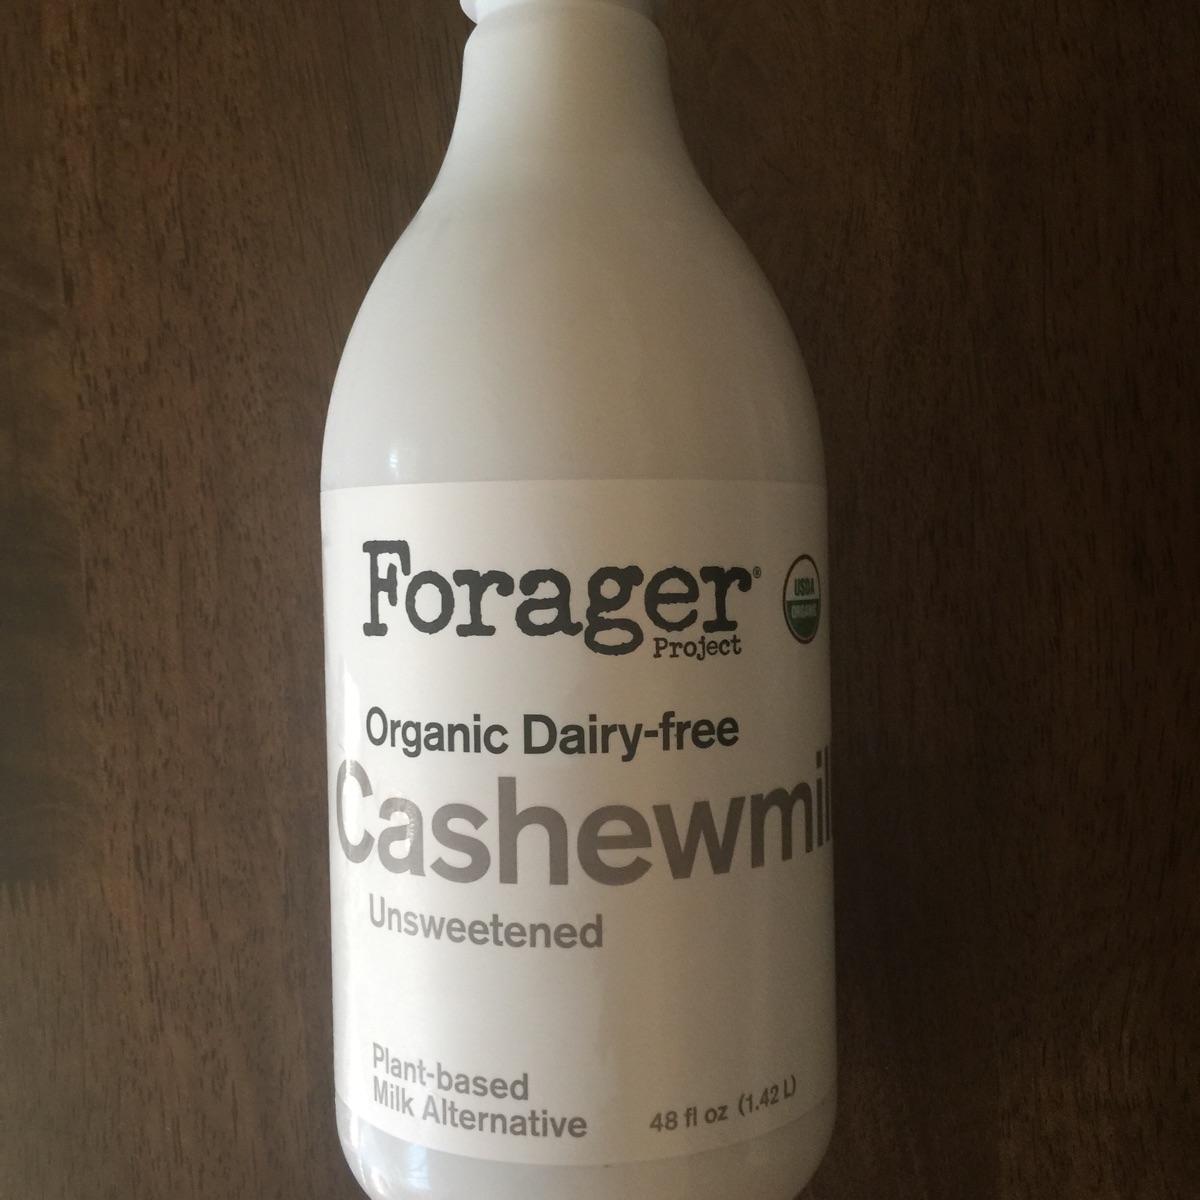 Forager®
Project
USDA
ORGANIC
Organic Dairy-free
Cashewmil
Unsweetened
Plant-based
Milk Alternative
48 fl oz (1.42 L)